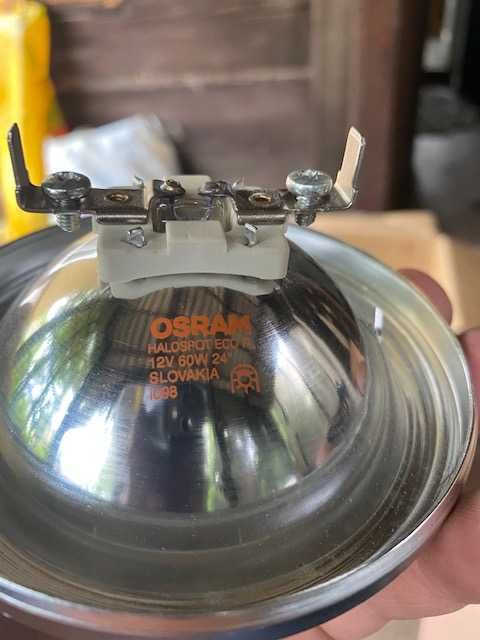 OSRAM
HALOSPOT ECO
12V 60W 24°
SLOVAKIA